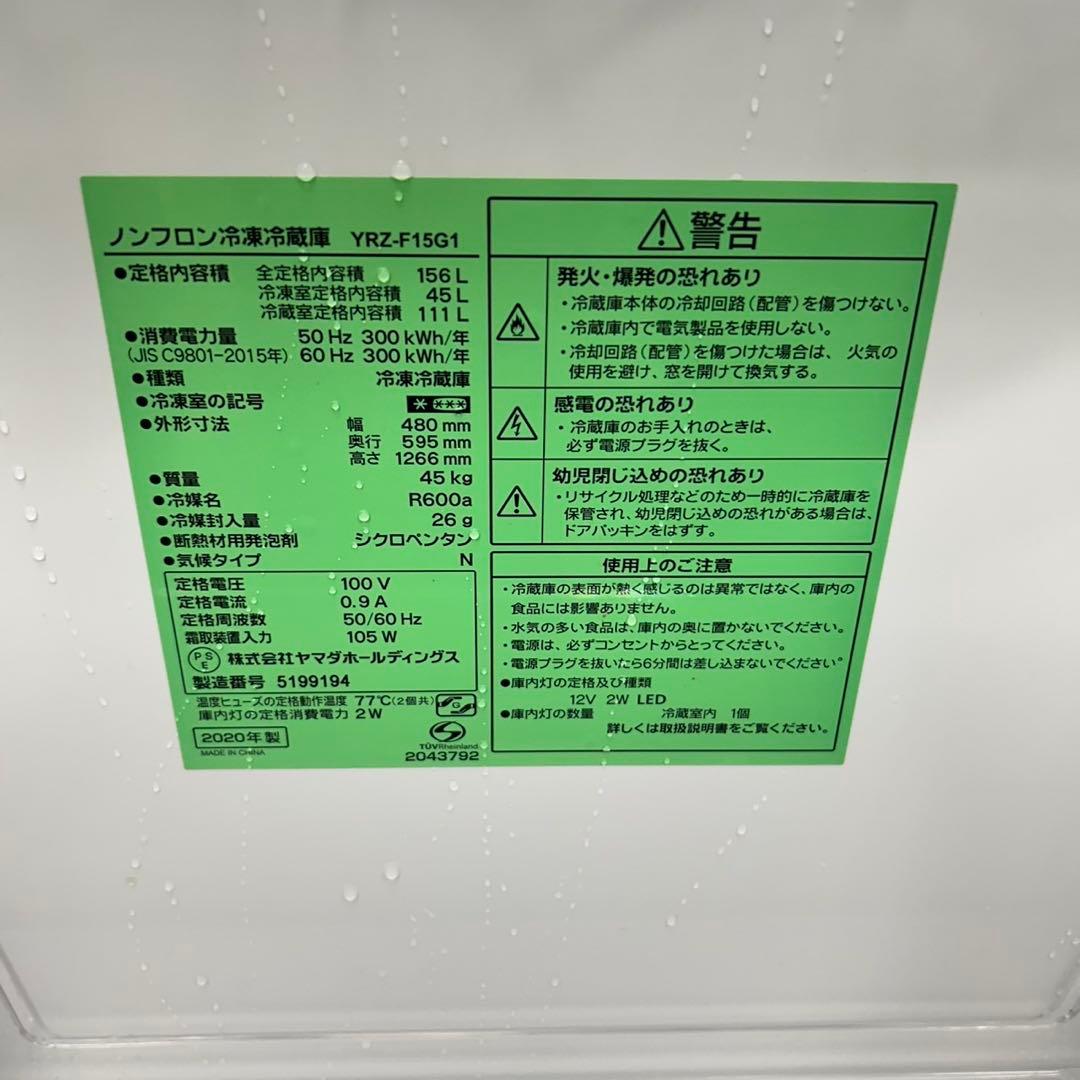 ノンフロン冷凍冷蔵庫 YRZ-F15G1
●定格内容積 全定格内容積 156 L
冷凍室定格内容積 45 L
冷蔵室定格内容積 111 L
●消費電力量 50 Hz 300 kWh/年
(JIS C9801-2015年) 60 Hz 300 kWh/年
●種類 冷凍冷蔵庫
●冷凍室の記号
●外形寸法 幅 480 mm
奥行 595 mm
高さ 1266 mm
●質量 45 kg
●冷媒名 R600a
●冷媒封入量 26 g
●断熱材用発泡剤 シクロペンタン
●気候タイプ N
定格電圧 100 V
定格電流 0.9 A
定格周波数 50/60 Hz
霜取装置入力 105 W
PSE 株式会社ヤマダホールディングス
製造番号 5199194
温度ヒューズの定格動作温度 77℃(2個共)
G
庫内灯の定格消費電力 2 W
2020年製
MADE IN CHINA
TÜVRheinland
2043792
⚠警告
発火・爆発の恐れあり
・冷蔵庫本体の冷却回路(配管)を傷つけない。
・冷蔵庫内で電気製品を使用しない。
・冷却回路(配管)を傷つけた場合は、火気の
使用を避け、窓を開けて換気する。
感電の恐れあり
・冷蔵庫のお手入れのときは、
必ず電源プラグを抜く。
幼児閉じ込めの恐れあり
・リサイクル処理などのため一時的に冷蔵庫を
保管され、幼児閉じ込めの恐れがある場合は、
ドアパッキンをはずす。
使用上のご注意
・冷蔵庫の表面が熱く感じるのは異常ではなく、庫内の
食品には影響ありません。
・水気の多い食品は、庫内の奥に置かないでください。
・電源は、必ずコンセントからとってください。
・電源プラグを抜いたら6分間は差し込まないでください。
●庫内灯の定格及び種類
12V 2W LED
●庫内灯の数量 冷蔵室内 1個
詳しくは取扱説明書をご覧ください。